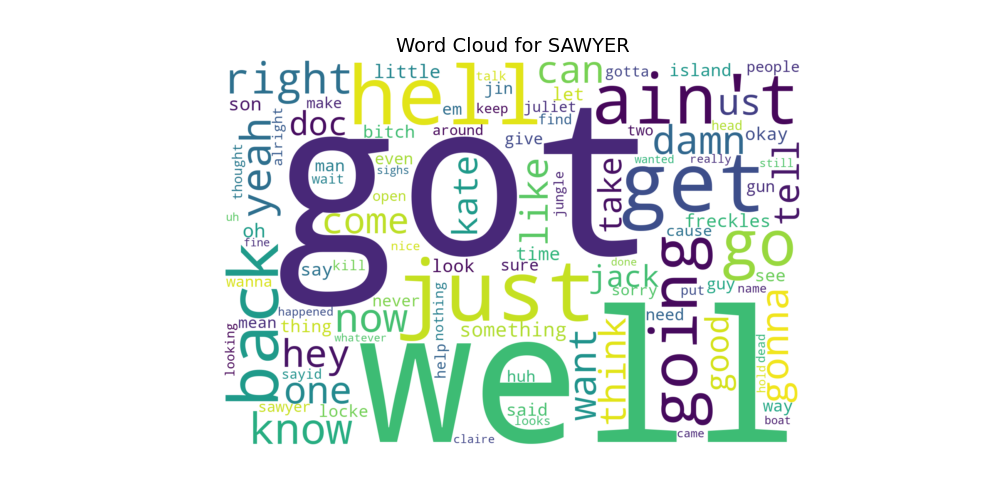 Word Cloud for SAWYER
right
little
talk
can
gotta
island
people
hell
jin
ain't
son
make
em
keep
juliet
let
us
doc
find
bitch
around
give
two
damn
head
okay
yeah
alright
thought
man
wait
even
sighs
got
kate
like
jungle
take
wanted
really
still
get
gun
tell
open
come
uh
oh
fine
nice
time
freckles
cause
go
back
say
kill
look
sure
done
jack
sorry
going
see
wanna
just
never
put
guy
name
happened
looking
mean
thing
now
nothing
something
need
whatever
hey
help
well
want
think
good
gonna
dead
hold
sayid
one
huh
sawyer
locke
said
looks
way
boat
know
claire
came